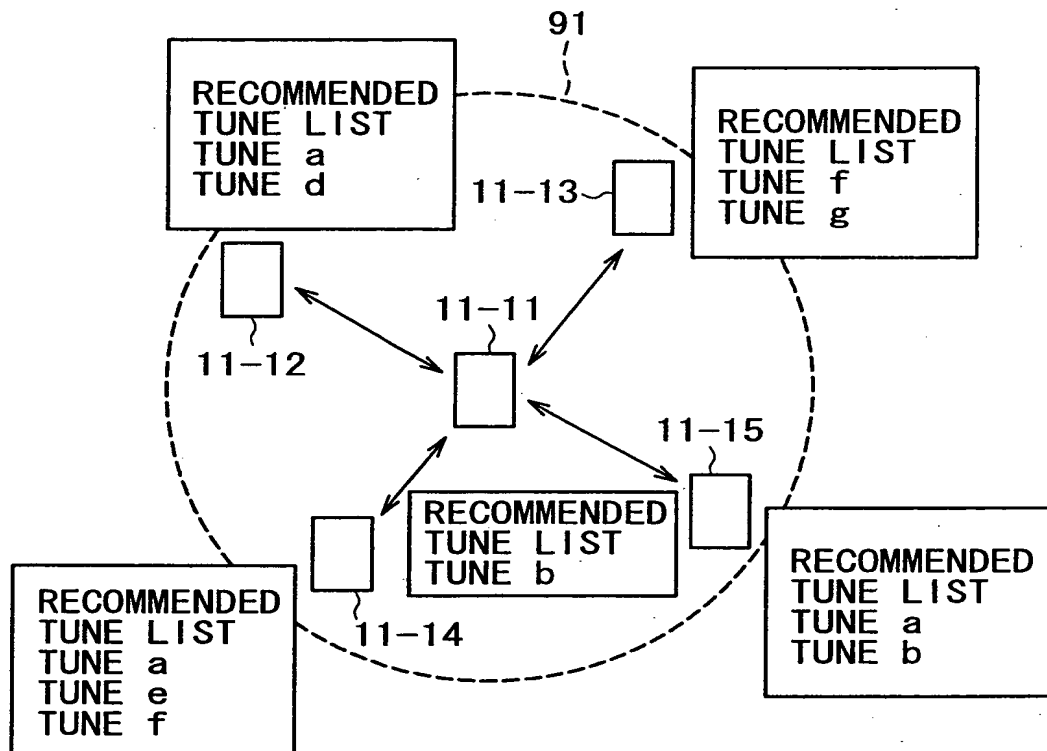 91
RECOMMENDED
TUNE LIST
TUNE a
TUNE d
RECOMMENDED
TUNE LIST
TUNE f
TUNE g
11-13
11-11
11-12
11-15
RECOMMENDED
TUNE LIST
TUNE b
11-14
RECOMMENDED
TUNE LIST
TUNE a
TUNE b
RECOMMENDED
TUNE LIST
TUNE a
TUNE e
TUNE f